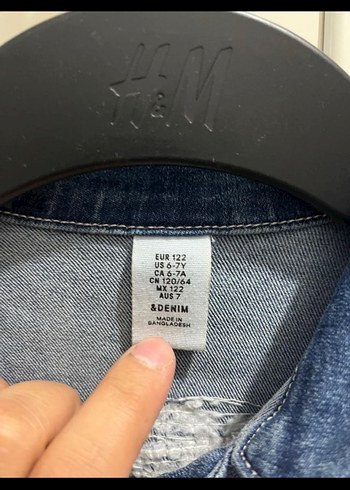 H&M
EUR 122
US 6-7Y
CA 6-7A
CN 120/64
MX 122
AUS 7
&DENIM
MADE IN
BANGLADESH